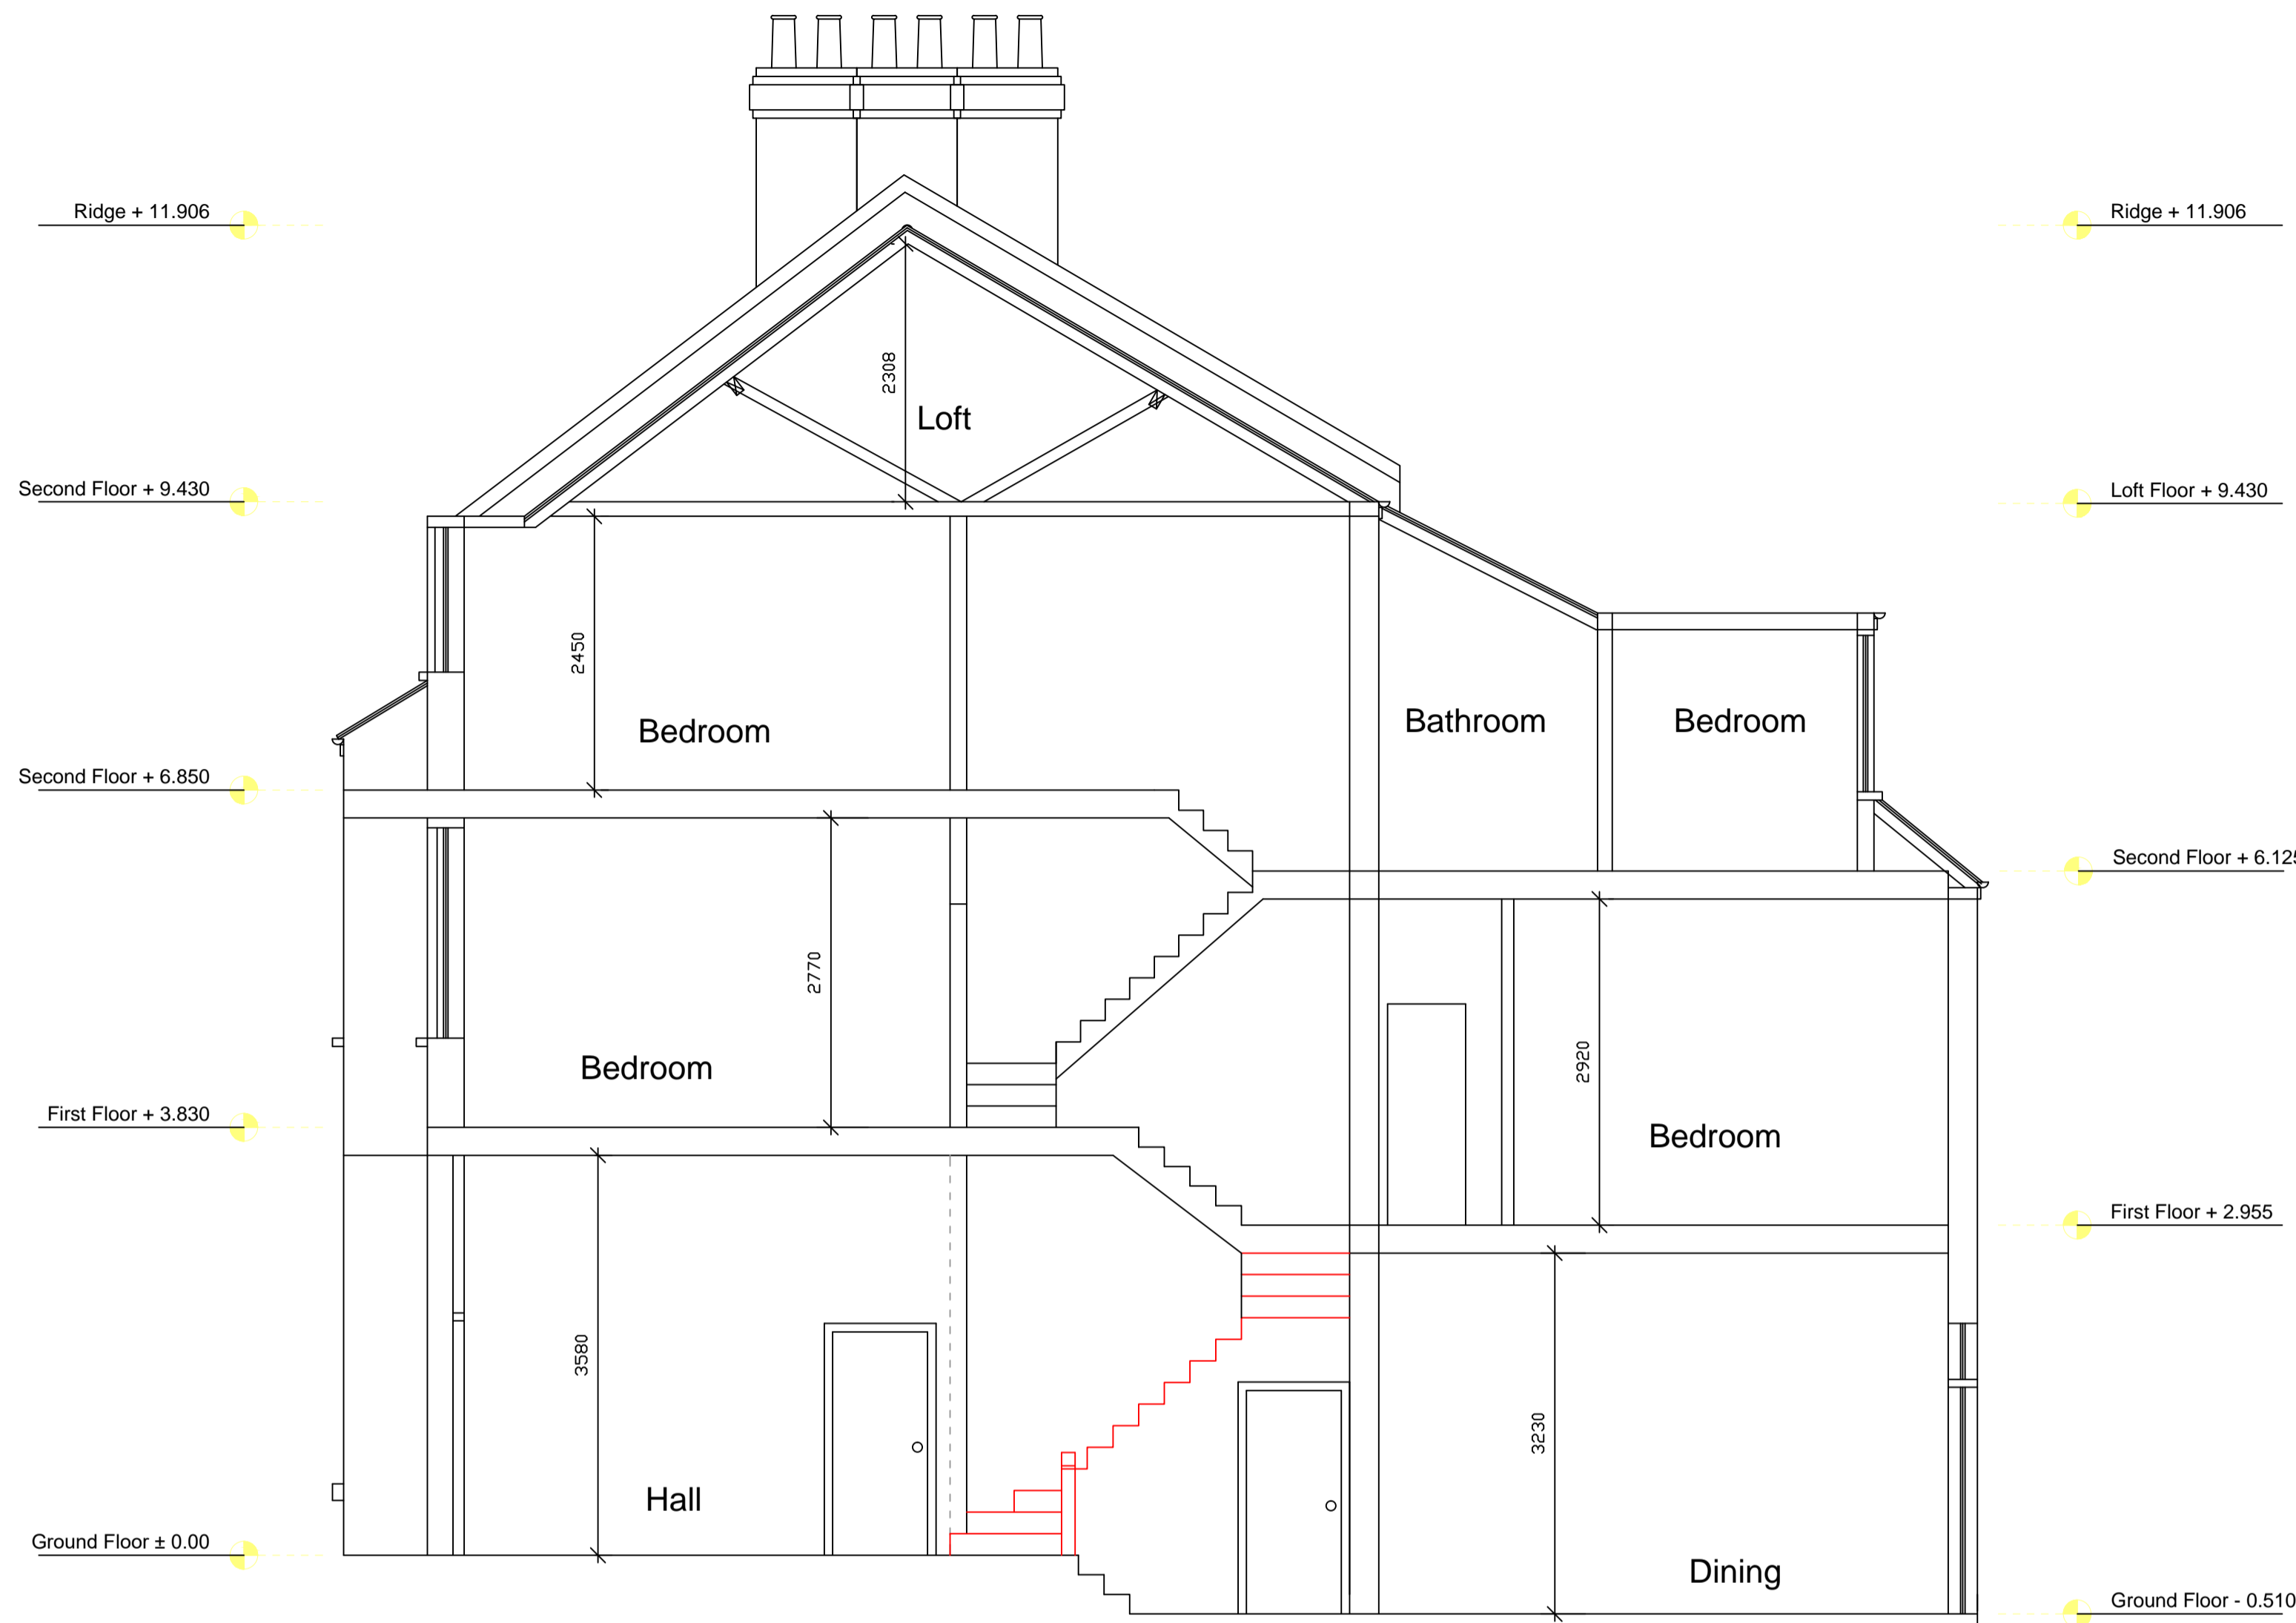 Ridge + 11.906
Ridge + 11.906
2308
Loft
Second Floor + 9.430
Loft Floor + 9.430
2450
Bedroom
Bathroom
Bedroom
Second Floor + 6.850
Second Floor + 6.125
2770
2920
Bedroom
Bedroom
First Floor + 3.830
First Floor + 2.955
3580
3230
Hall
Dining
Ground Floor ± 0.00
Ground Floor - 0.510